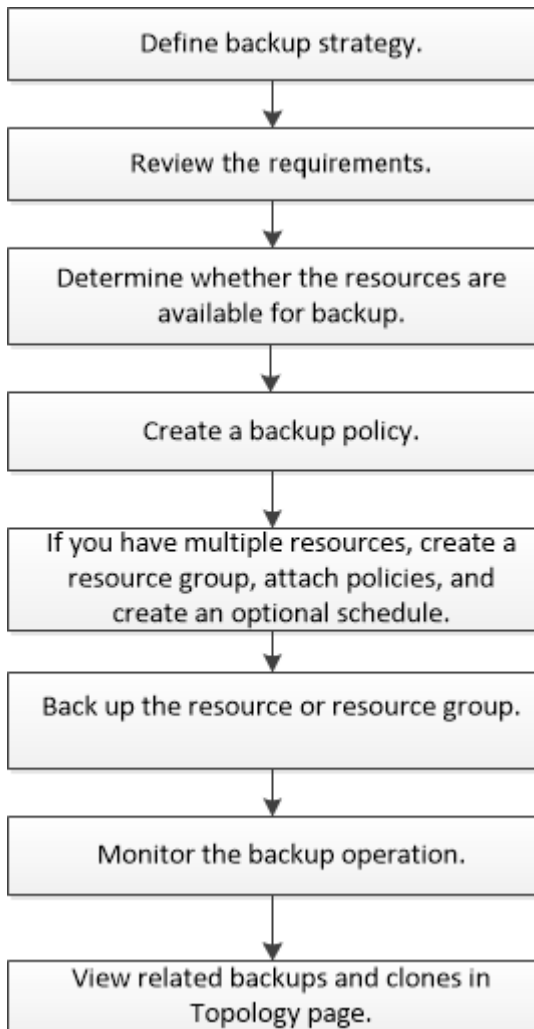 Define backup strategy.
Review the requirements.
Determine whether the resources are
available for backup.
Create a backup policy.
If you have multiple resources, create a
resource group, attach policies, and
create an optional schedule.
Back up the resource or resource group.
Monitor the backup operation.
View related backups and clones in
Topology page.